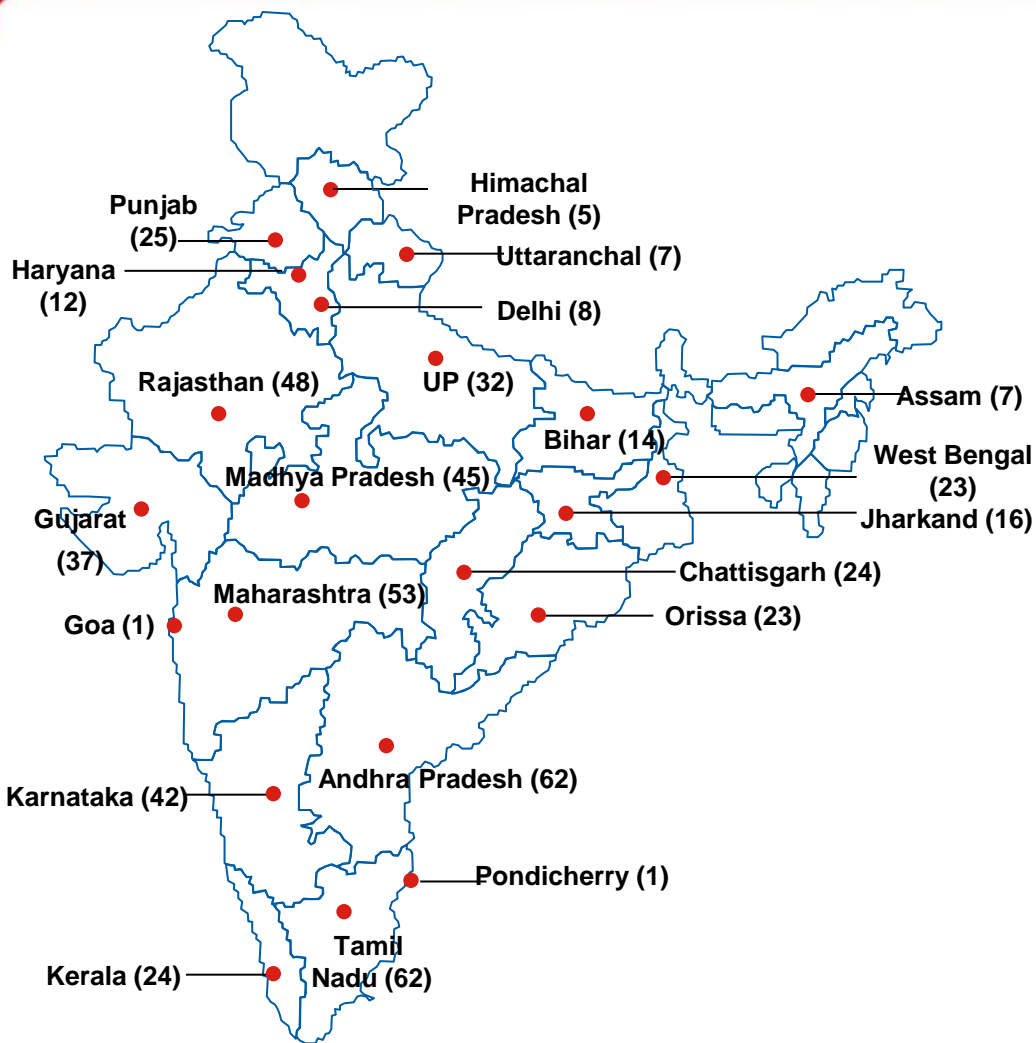 Himachal
Pradesh (5)
Punjab
(25)
Uttaranchal (7)
Haryana
(12)
Delhi (8)
Rajasthan (48)
UP (32)
Assam (7)
Bihar (14)
West Bengal
(23)
Madhya Pradesh (45)
Gujarat
(37)
Jharkand (16)
Chattisgarh (24)
Maharashtra (53)
Orissa (23)
Goa (1)
Andhra Pradesh (62)
Karnataka (42)
Pondicherry (1)
Tamil
Nadu (62)
Kerala (24)